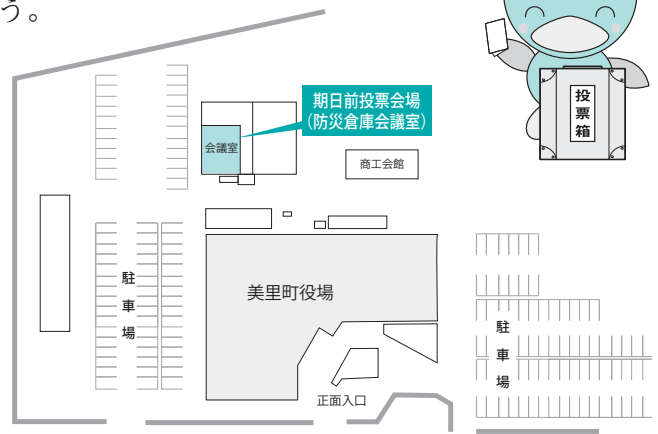 う。
期日前投票会場
（防災倉庫会議室）
投票箱
会議室
商工会館
美里町役場
駐車場
駐車場
正面入口